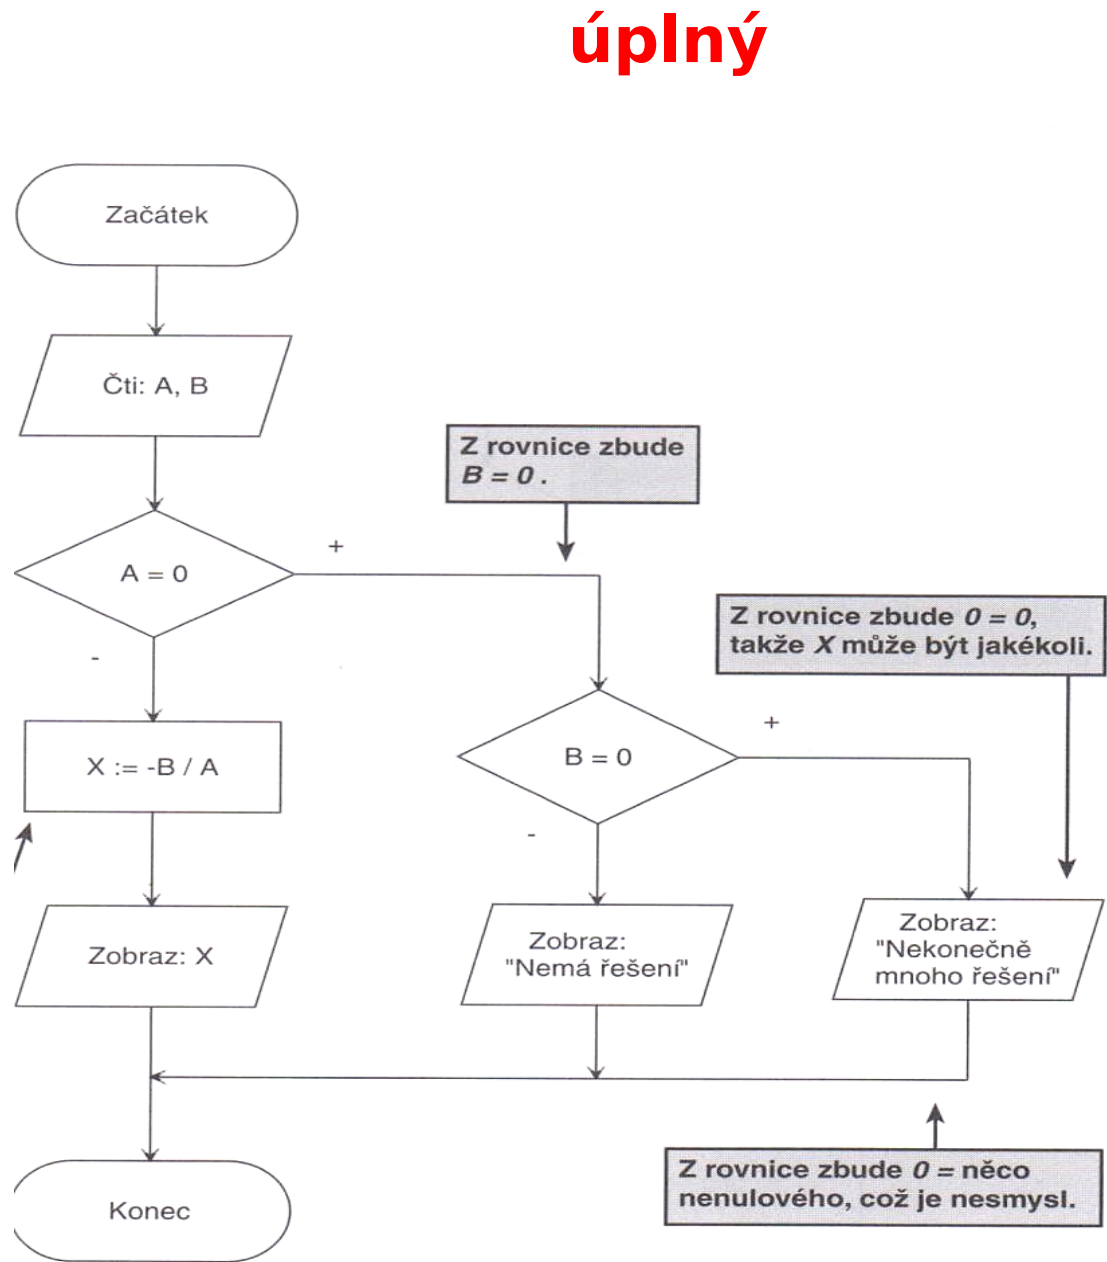 úplný
Začátek
Čti: A, B
Z rovnice zbude
B = 0 .
+
A = 0
Z rovnice zbude 0 = 0,
takže X může být jakékoli.
-
+
X := -B / A
B = 0
-
Zobraz: X
Zobraz:
"Nemá řešení"
Zobraz:
"Nekonečně
mnoho řešení"
Z rovnice zbude 0 = něco
nenulového, což je nesmysl.
Konec